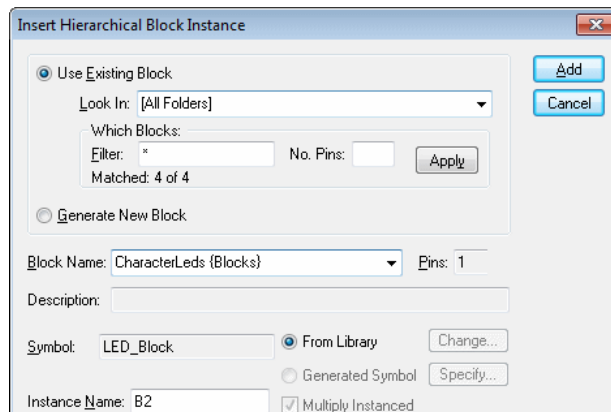 Insert Hierarchical Block Instance
Use Existing Block
Add
Look In: [All Folders]
Cancel
Which Blocks:
Filter: * No. Pins: Apply
Matched: 4 of 4
Generate New Block
Block Name: CharacterLeds {Blocks} Pins: 1
Description:
Symbol: LED_Block From Library Change...
Generated Symbol Specify...
Instance Name: B2 Multiply Instanced